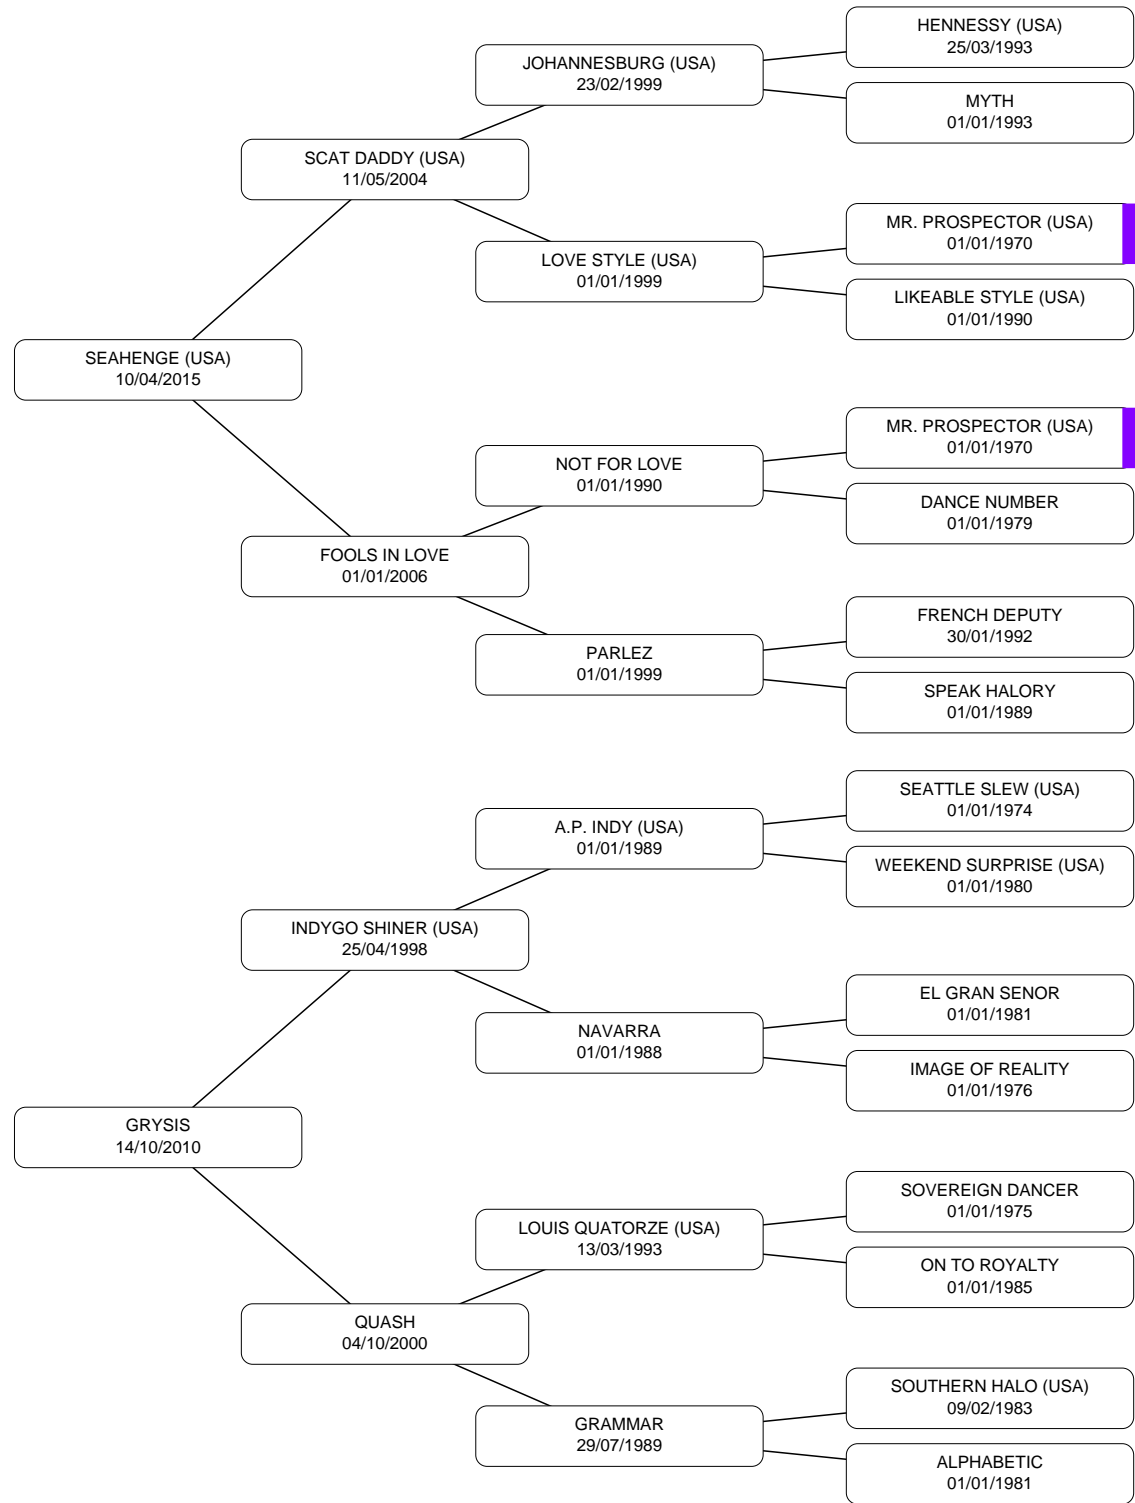 HENNESSY (USA)
25/03/1993
JOHANNESBURG (USA)
23/02/1999
MYTH
01/01/1993
SCAT DADDY (USA)
11/05/2004
MR. PROSPECTOR (USA)
01/01/1970
LOVE STYLE (USA)
01/01/1999
LIKEABLE STYLE (USA)
01/01/1990
SEAHENGE (USA)
10/04/2015
MR. PROSPECTOR (USA)
01/01/1970
NOT FOR LOVE
01/01/1990
DANCE NUMBER
01/01/1979
FOOLS IN LOVE
01/01/2006
FRENCH DEPUTY
30/01/1992
PARLEZ
01/01/1999
SPEAK HALORY
01/01/1989
SEATTLE SLEW (USA)
01/01/1974
A.P. INDY (USA)
01/01/1989
WEEKEND SURPRISE (USA)
01/01/1980
INDYGO SHINER (USA)
25/04/1998
EL GRAN SENOR
01/01/1981
NAVARRA
01/01/1988
IMAGE OF REALITY
01/01/1976
GRYSIS
14/10/2010
SOVEREIGN DANCER
01/01/1975
LOUIS QUATORZE (USA)
13/03/1993
ON TO ROYALTY
01/01/1985
QUASH
04/10/2000
SOUTHERN HALO (USA)
09/02/1983
GRAMMAR
29/07/1989
ALPHABETIC
01/01/1981